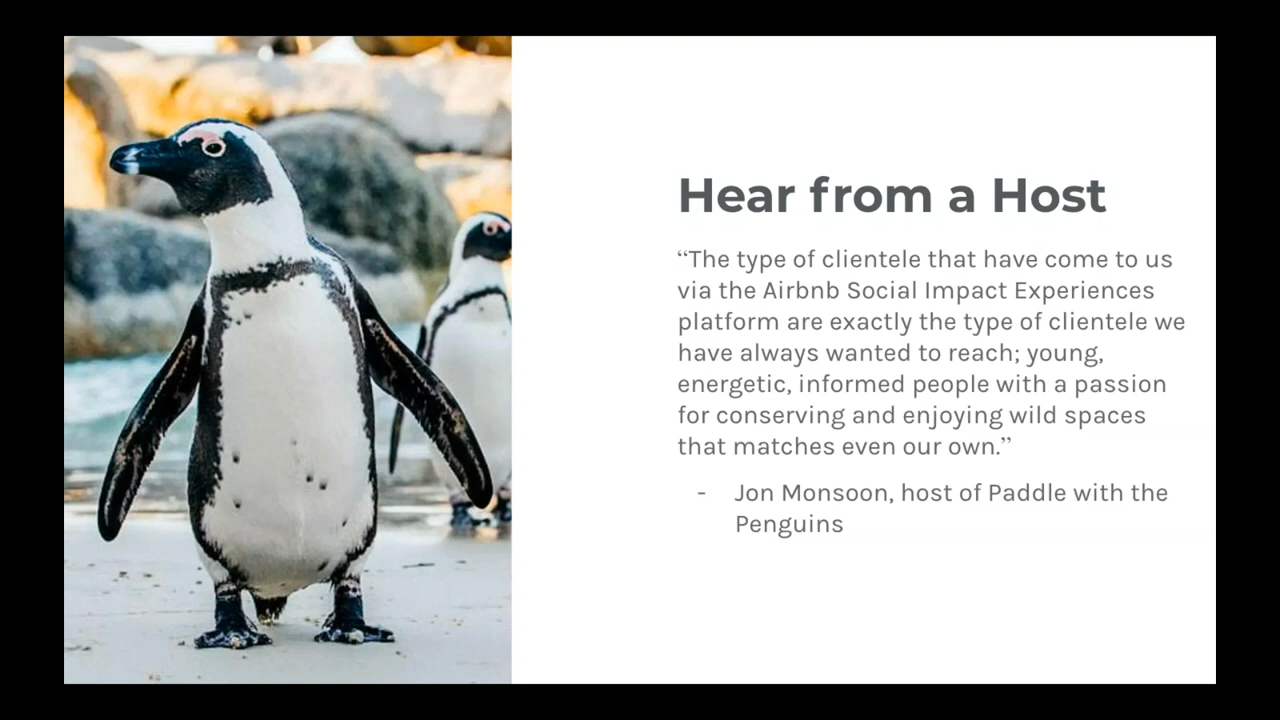 Hear from a Host
“The type of clientele that have come to us
via the Airbnb Social Impact Experiences
platform are exactly the type of clientele we
have always wanted to reach; young,
energetic, informed people with a passion
for conserving and enjoying wild spaces
that matches even our own.”
- Jon Monsoon, host of Paddle with the
Penguins